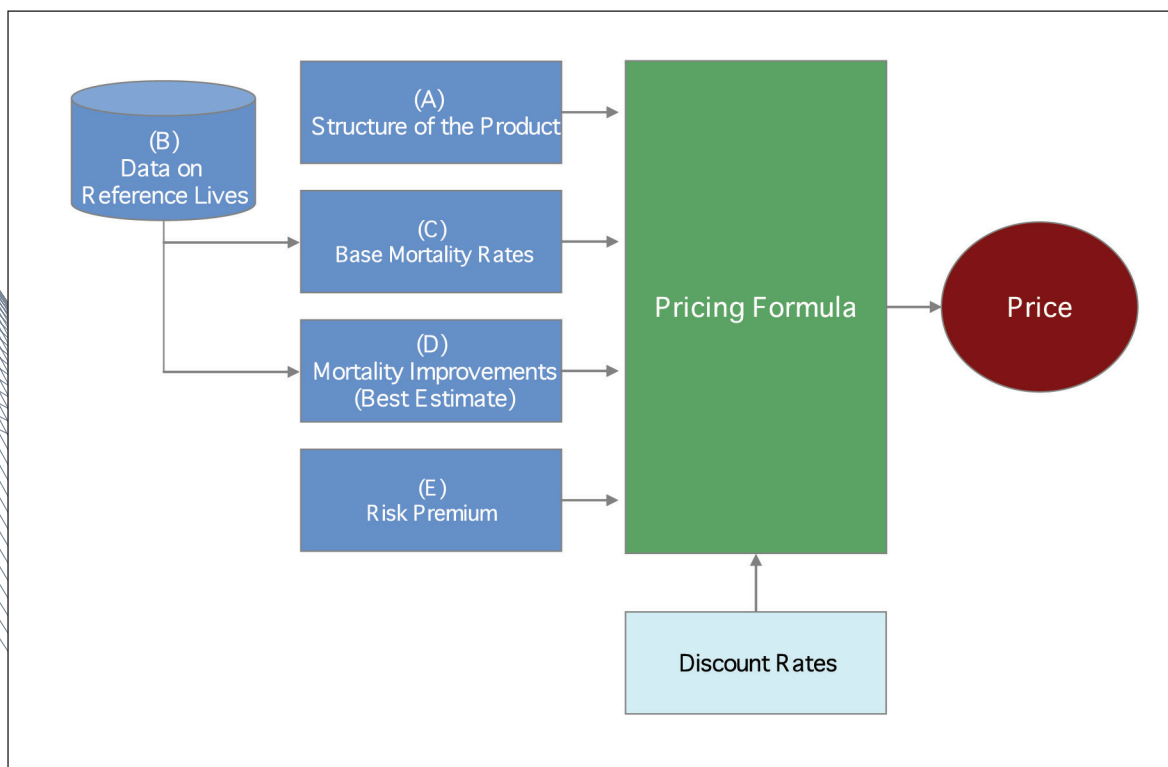 (A)
Structure of the Product
(B)
Data on
Reference Lives
(C)
Base Mortality Rates
(D)
Mortality Improvements
(Best Estimate)
(E)
Risk Premium
Pricing Formula
Price
Discount Rates